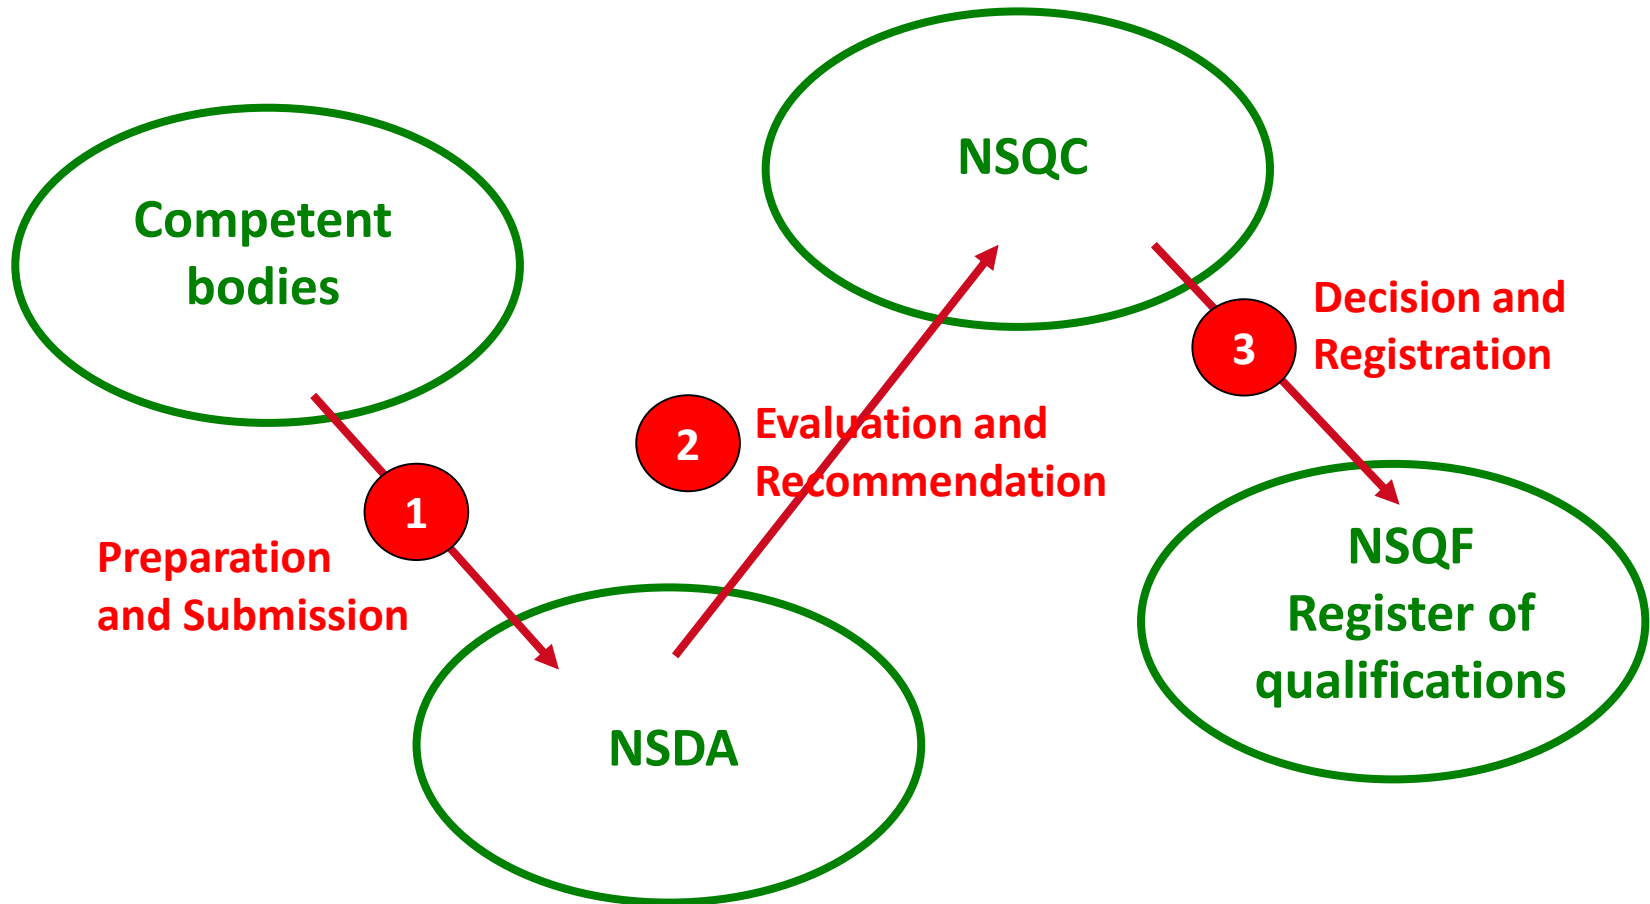 Competent
bodies
1
Preparation
and Submission
NSDA
2
Evaluation and
Recommendation
NSQC
3
Decision and
Registration
NSQF
Register of
qualifications